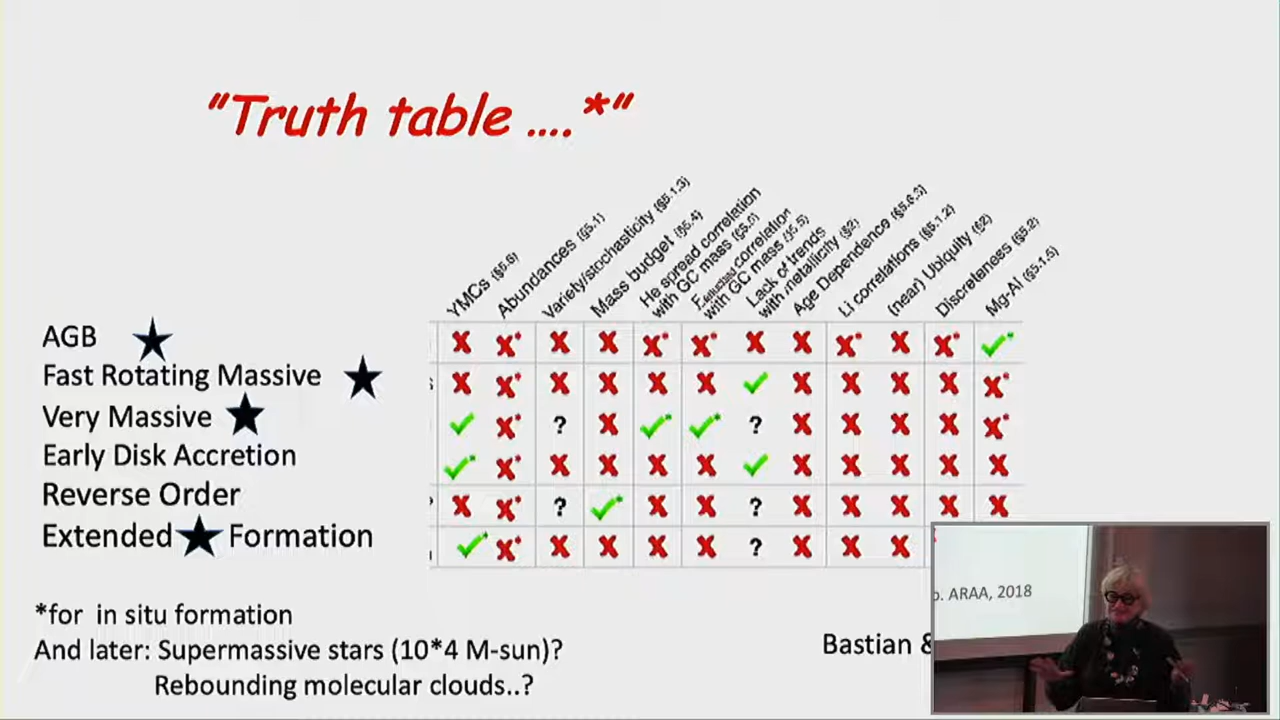 "Truth table ....*"
YMCs (§5.6)
Abundances (§5.1)
Variety/stochasticity (§5.1.3)
Mass budget (§5.4)
He spread correlation
with GC mass
correlation
with GC mass (§5.5)
Lack of trends
with metallicity (§2)
Age Dependence (§5.6.3)
Li correlations (§5.1.2)
(near) Ubiquity (§2)
Discreteness (§5.2)
Mg-Al (§5.1.5)
AGB ★
Fast Rotating Massive ★
Very Massive ★
Early Disk Accretion
Reverse Order
Extended ★ Formation
*for in situ formation
And later: Supermassive stars (10*4 M-sun)?
Rebounding molecular clouds..?
Bastian &
. ARAA, 2018